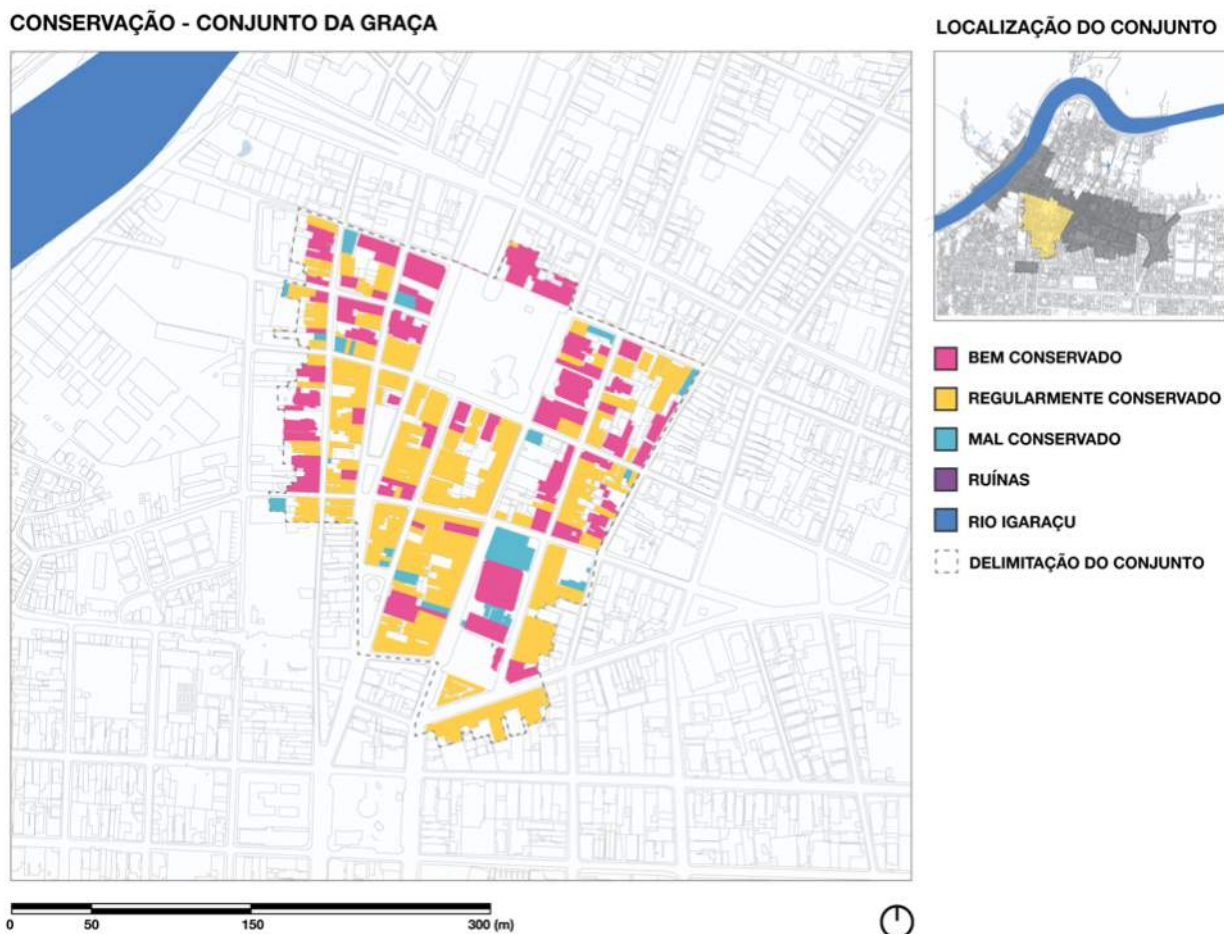 CONSERVAÇÃO - CONJUNTO DA GRAÇA
LOCALIZAÇÃO DO CONJUNTO
BEM CONSERVADO
REGULARMENTE CONSERVADO
MAL CONSERVADO
RUÍNAS
RIO IGARAÇU
DELIMITAÇÃO DO CONJUNTO
0 50 150 300 (m)